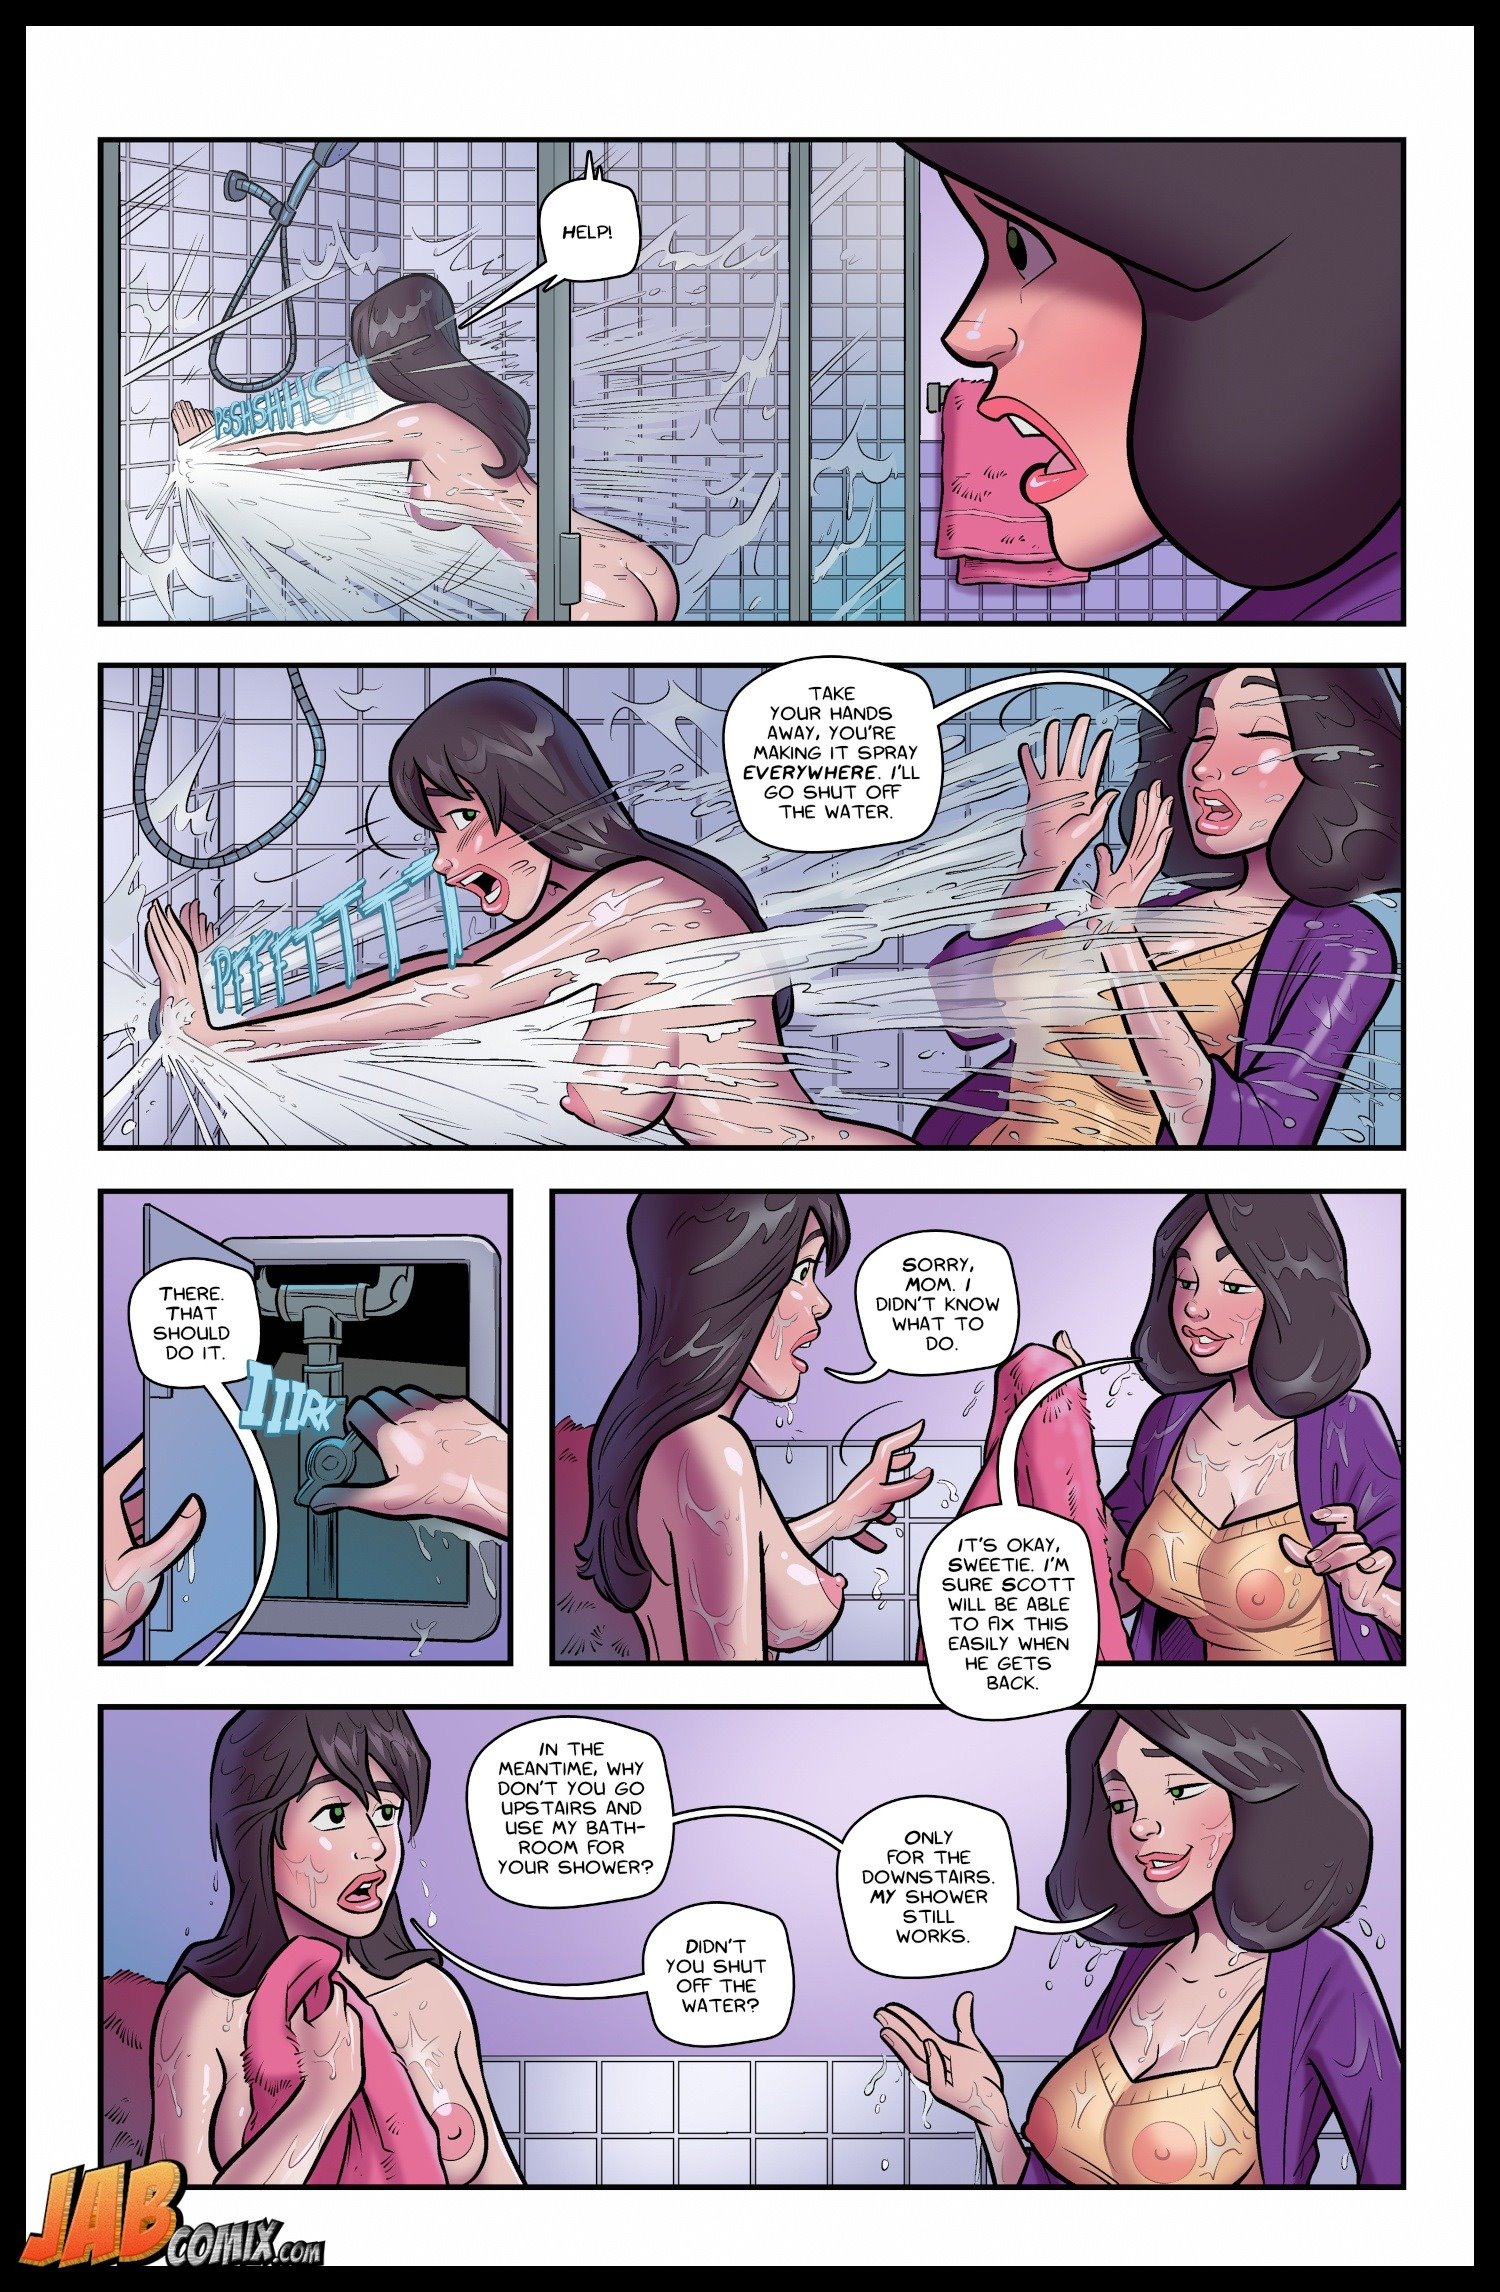 HELP!
PSSHSHHSH
TAKE
YOUR HANDS
AWAY, YOU'RE
MAKING IT SPRAY
EVERYWHERE. I'LL
GO SHUT OFF
THE WATER.
PFFFTTTTT
THERE.
THAT
SHOULD
DO IT.
IIIRK
SORRY,
MOM. I
DIDN'T KNOW
WHAT TO
DO.
IT'S OKAY,
SWEETIE. I'M
SURE SCOTT
WILL BE ABLE
TO FIX THIS
EASILY WHEN
HE GETS
BACK.
IN THE
MEANTIME, WHY
DON'T YOU GO
UPSTAIRS AND
USE MY BATH-
ROOM FOR
YOUR SHOWER?
DIDN'T
YOU SHUT
OFF THE
WATER?
ONLY
FOR THE
DOWNSTAIRS.
MY SHOWER
STILL
WORKS.
JAB
COMIX.COM